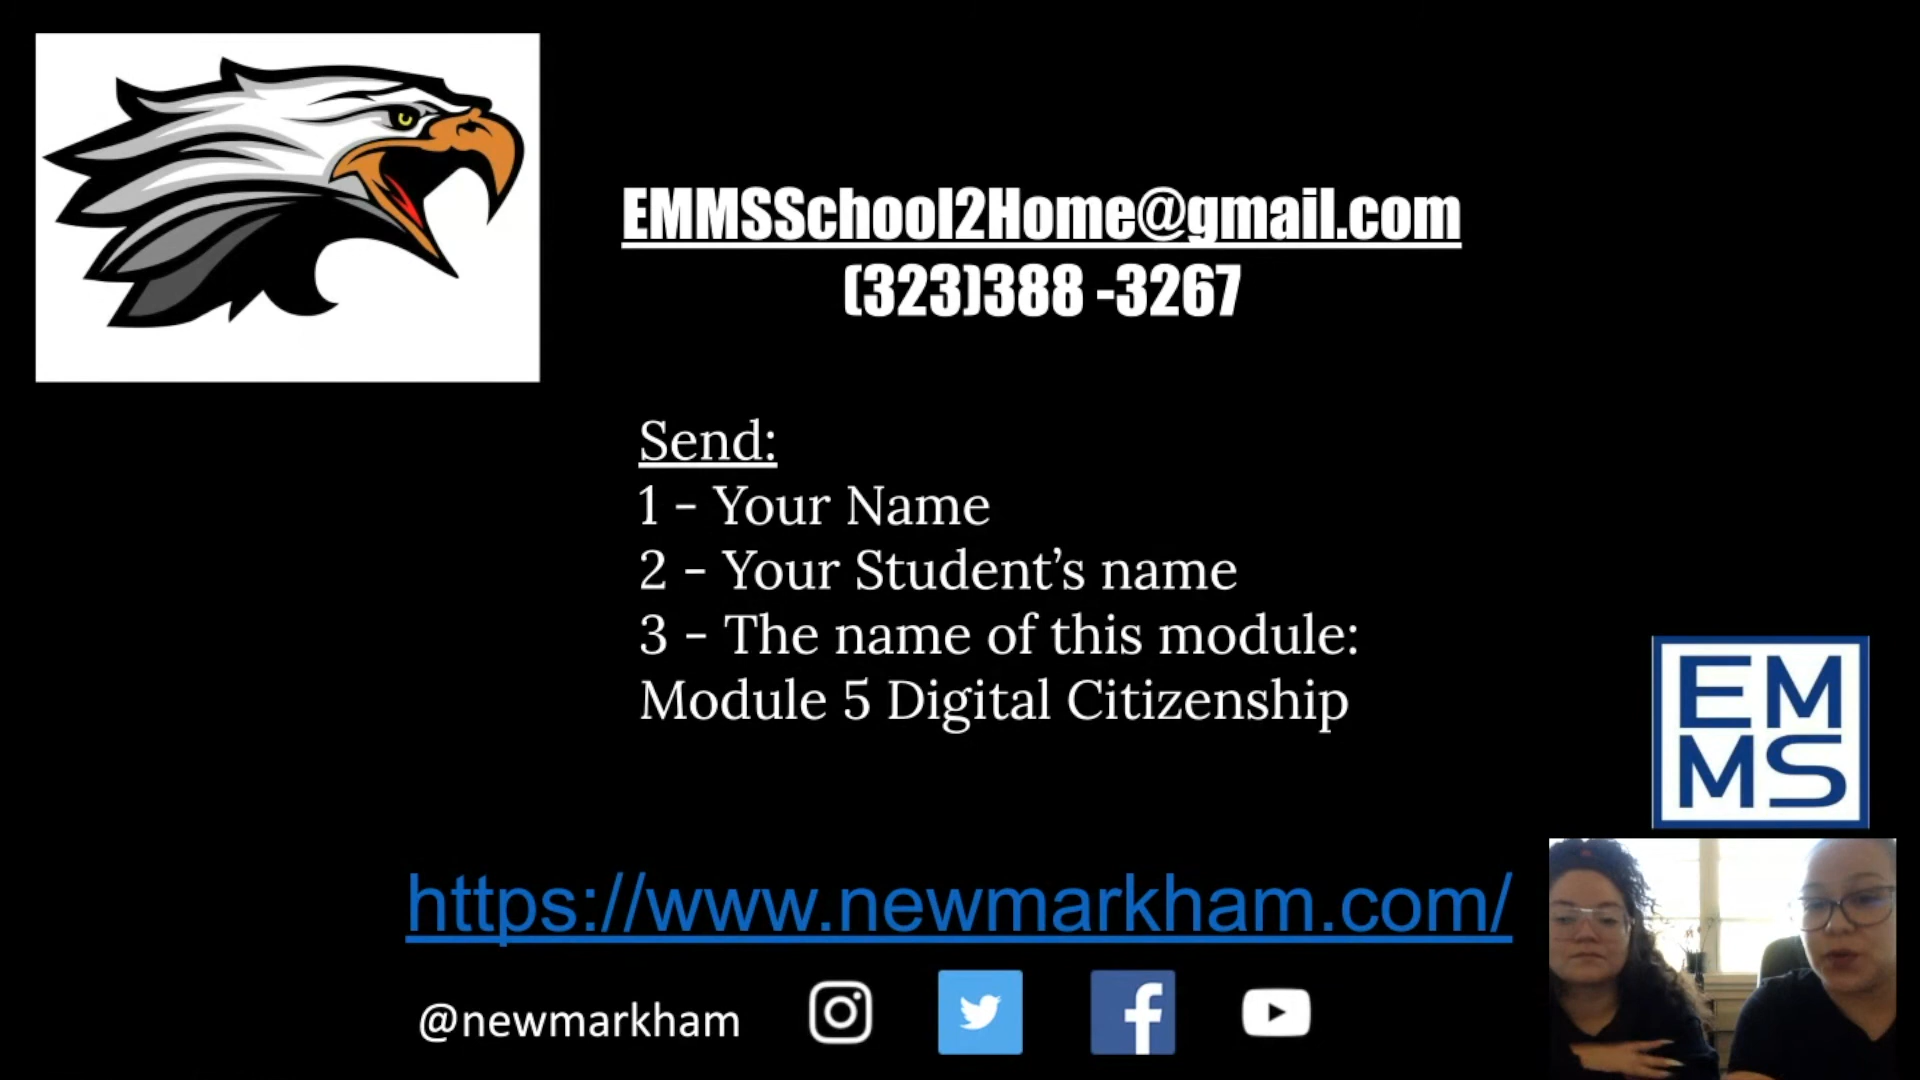 EMMSSchool2Home@gmail.com
(323)388 -3267
Send:
1 - Your Name
2 - Your Student’s name
3 - The name of this module:
Module 5 Digital Citizenship
EM
MS
https://www.newmarkham.com/
@newmarkham